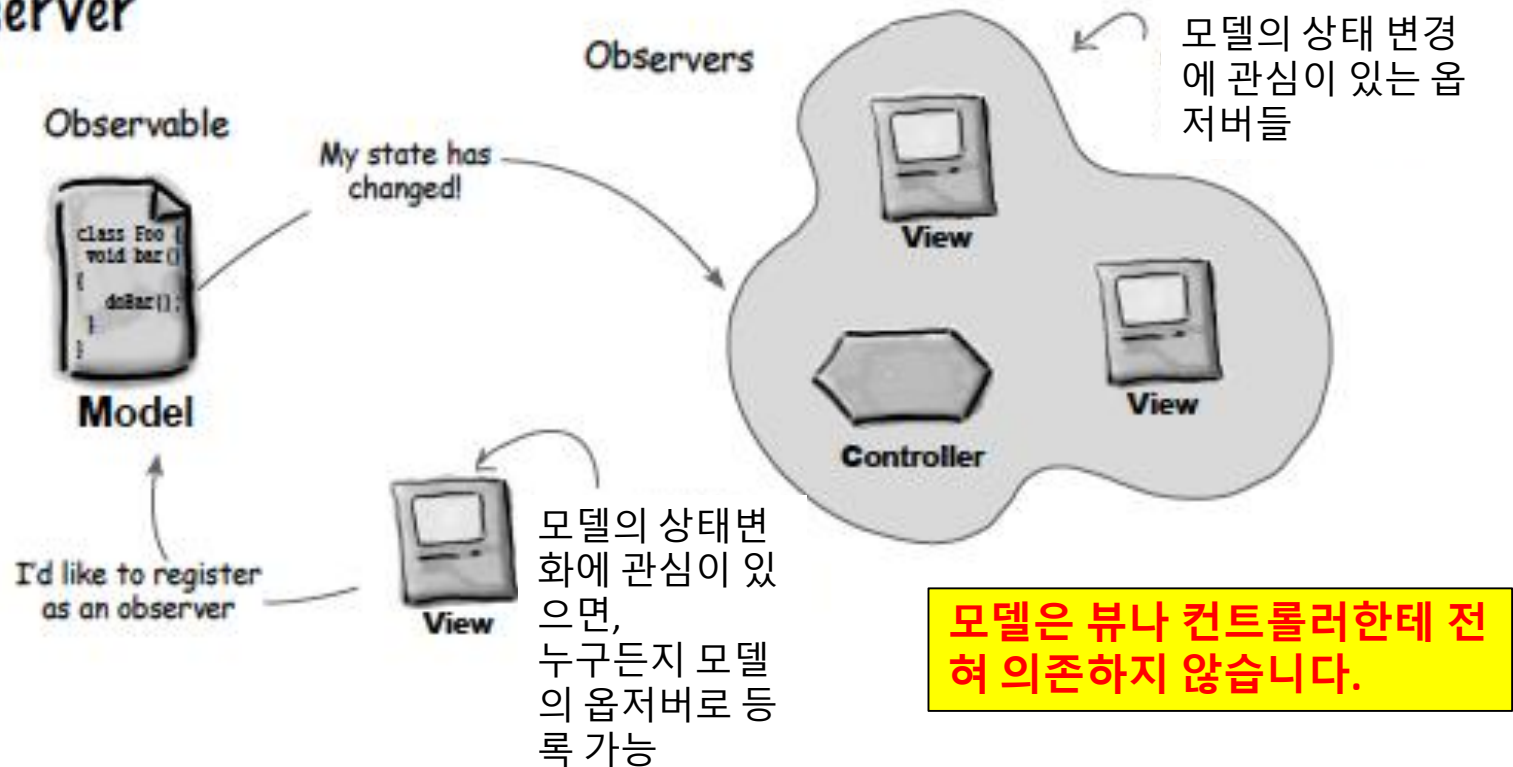 Observers
모델의 상태 변경
에 관심이 있는 옵
저버들
Observable
My state has
changed!
class Foo {
void bar()
{
doBar();
}
}
Model
View
View
Controller
I'd like to register
as an observer
View
모델의 상태변
화에 관심이 있
으면,
누구든지 모델
의 옵저버로 등
록 가능
모델은 뷰나 컨트롤러한테 전
혀 의존하지 않습니다.